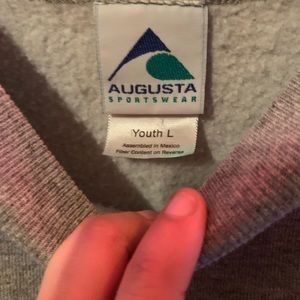 AUGUSTA
SPORTSWEAR
Youth L
Assembled in Mexico
Fiber Content on Reverse